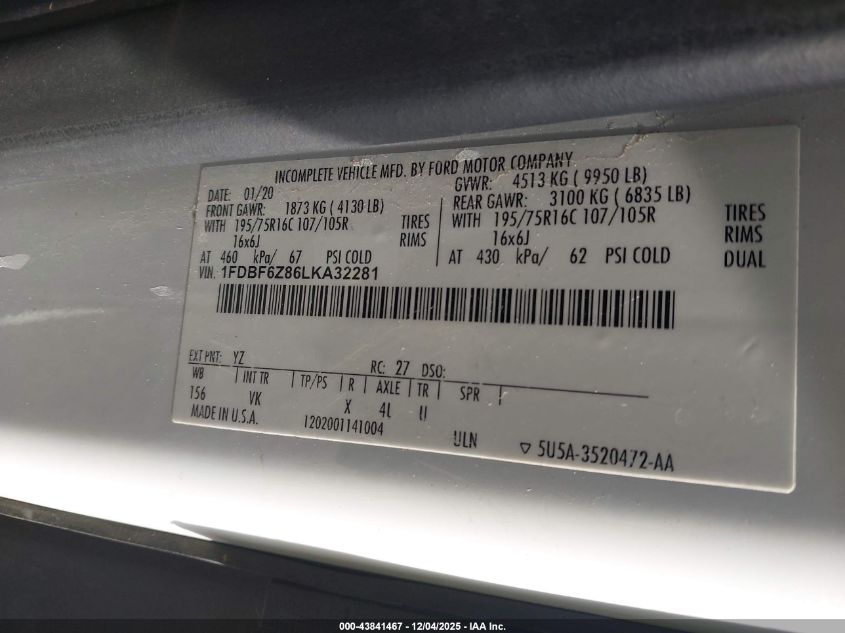 INCOMPLETE VEHICLE MFD. BY FORD MOTOR COMPANY
DATE: 01/20 GVWR: 4513 KG ( 9950 LB)
FRONT GAWR: 1873 KG ( 4130 LB) REAR GAWR: 3100 KG ( 6835 LB)
WITH 195/75R16C 107/105R TIRES WITH 195/75R16C 107/105R TIRES
16x6J RIMS 16x6J RIMS
AT 460 kPa/ 67 PSI COLD AT 430 kPa/ 62 PSI COLD DUAL
VIN: 1FDBF6Z86LKA32281
EXT PNT: YZ RC: 27 DSO:
WB INT TR TP/PS R AXLE TR SPR
156 VK X 4L U
MADE IN U.S.A. 1202001141004 ULN 5U5A-3520472-AA
000-43841467 - 12/04/2025 - IAA Inc.